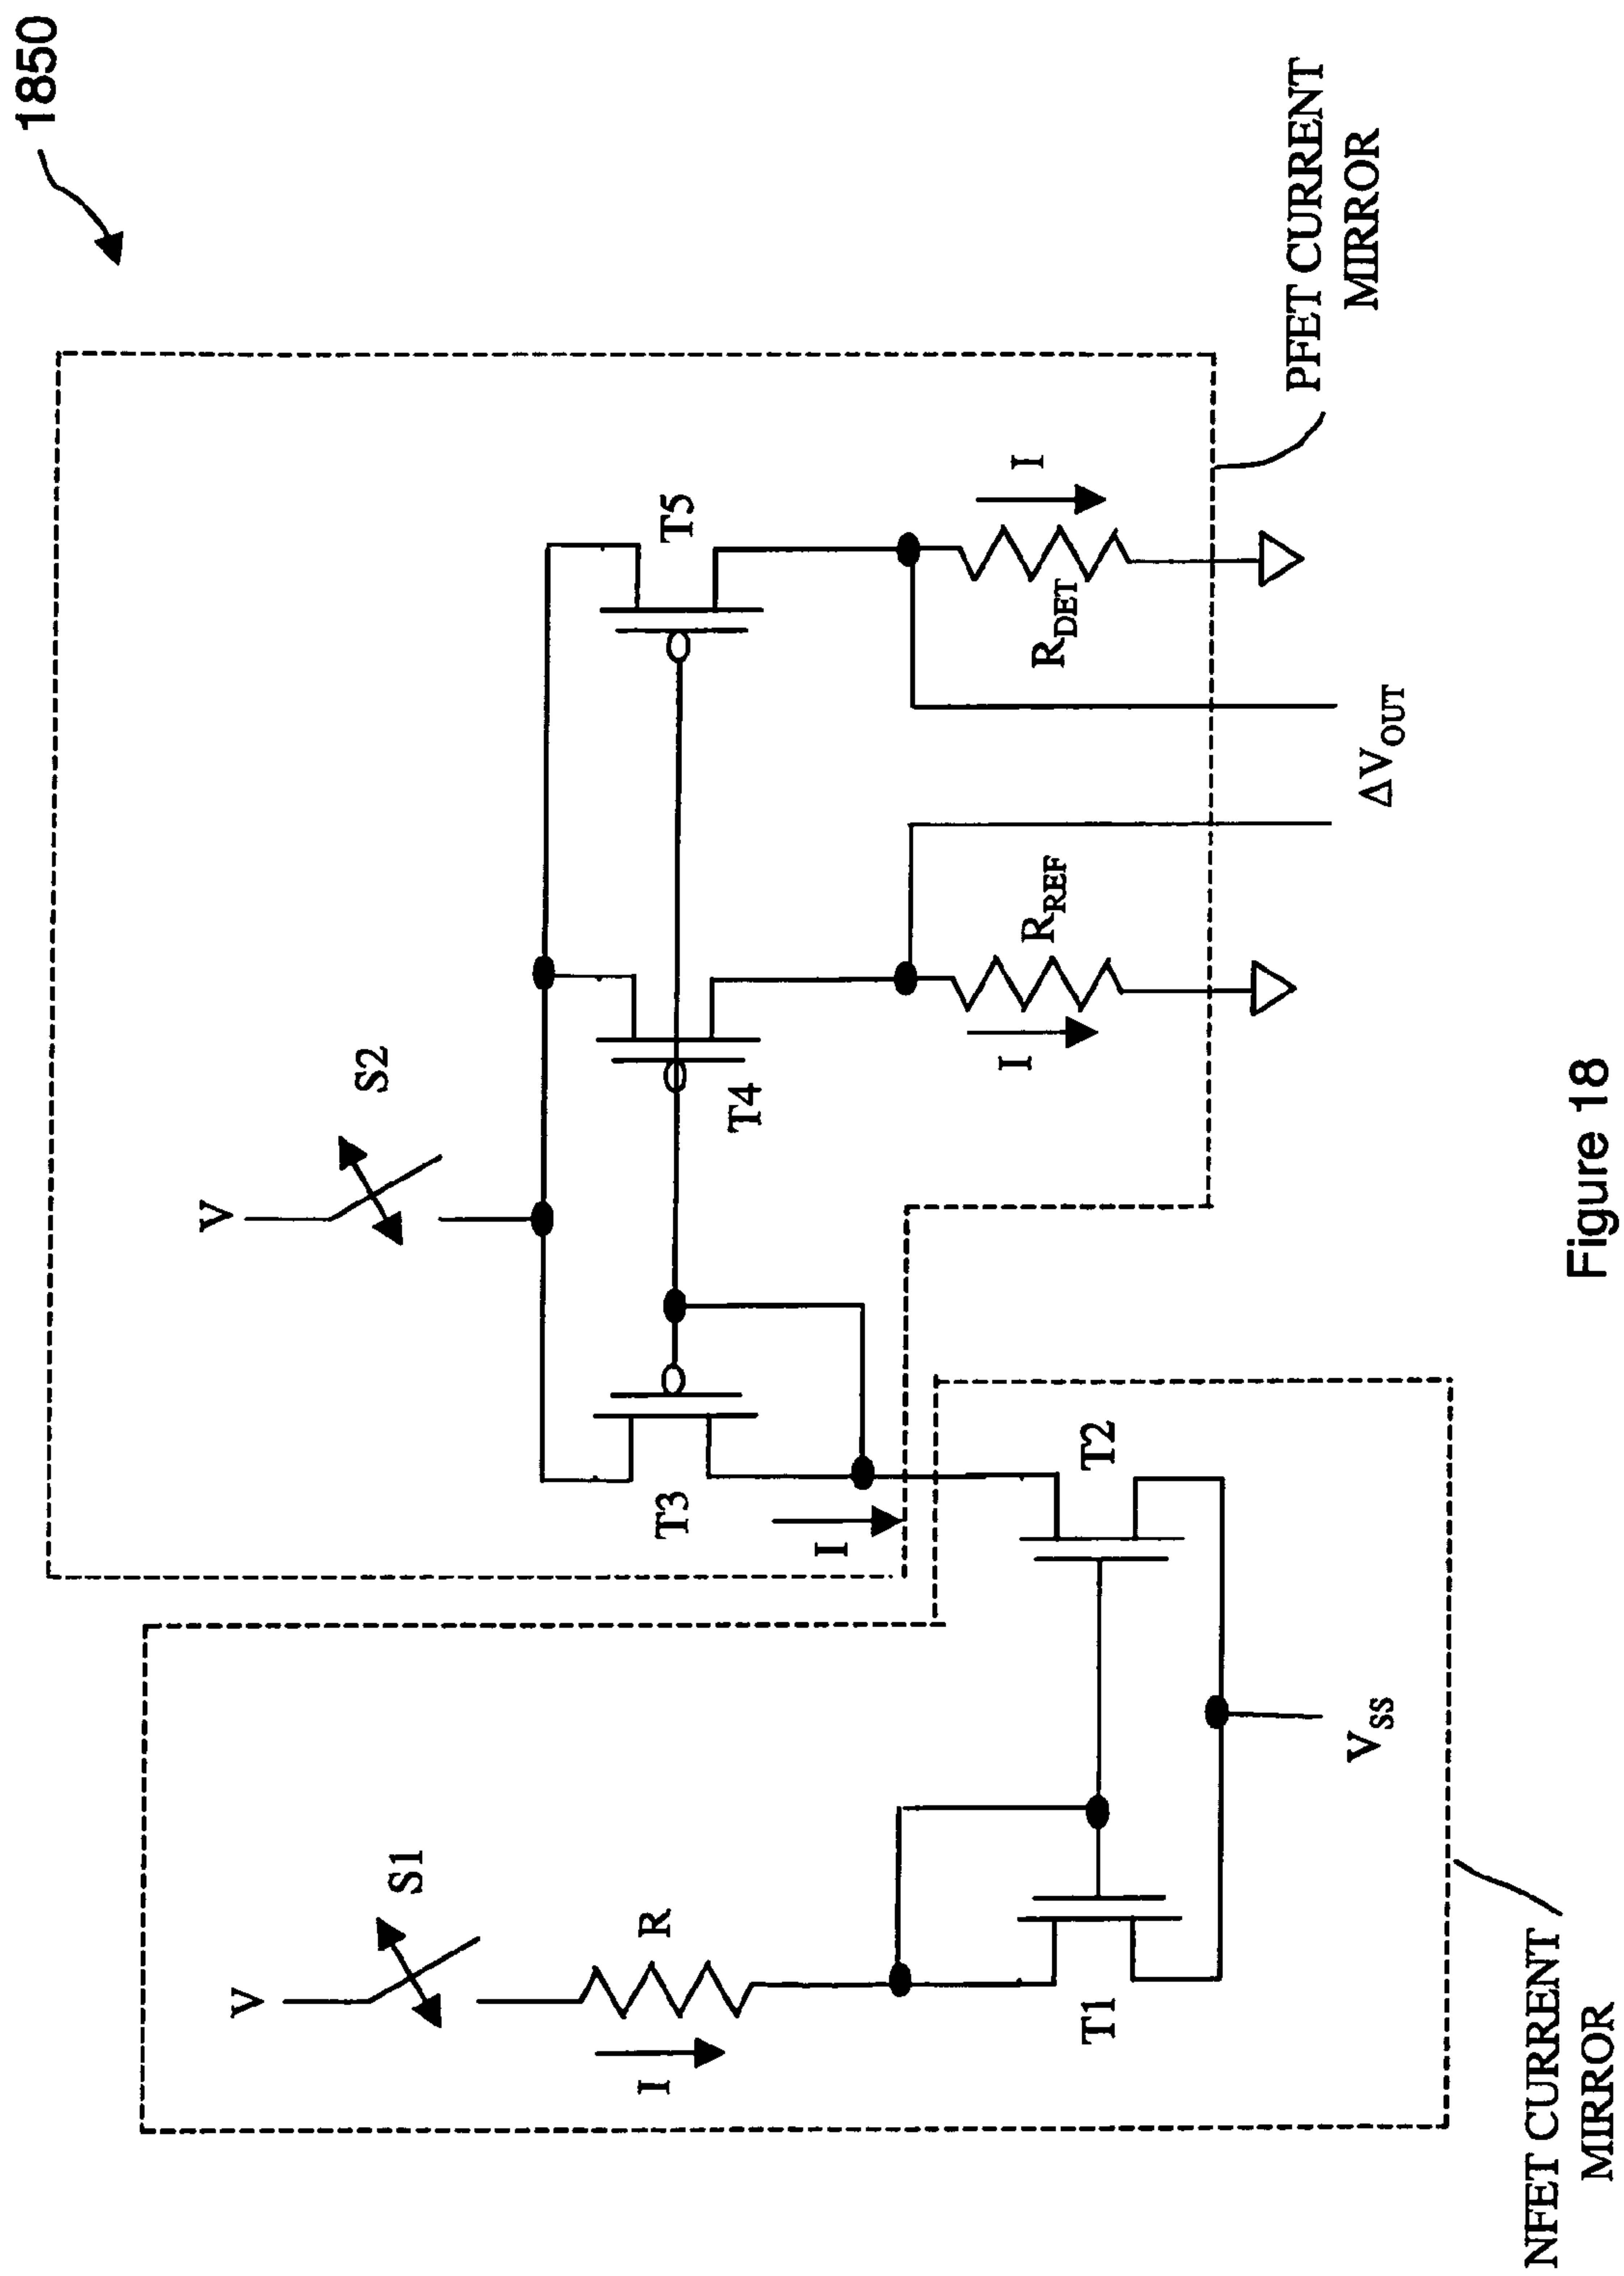 1850
V
S2
T3
T4
T5
I
I
R_REF
R_DET
I
ΔV_OUT
PFET CURRENT
MIRROR
V
S1
I
R
T1
T2
V_SS
NFET CURRENT
MIRROR
Figure 18